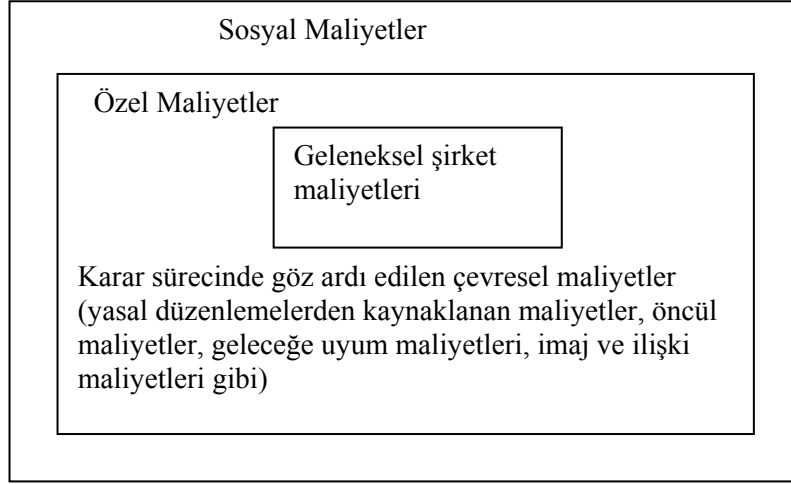 Sosyal Maliyetler
Özel Maliyetler
Geleneksel şirket
maliyetleri
Karar sürecinde göz ardı edilen çevresel maliyetler
(yasal düzenlemelerden kaynaklanan maliyetler, öncül
maliyetler, geleceğe uyum maliyetleri, imaj ve ilişki
maliyetleri gibi)